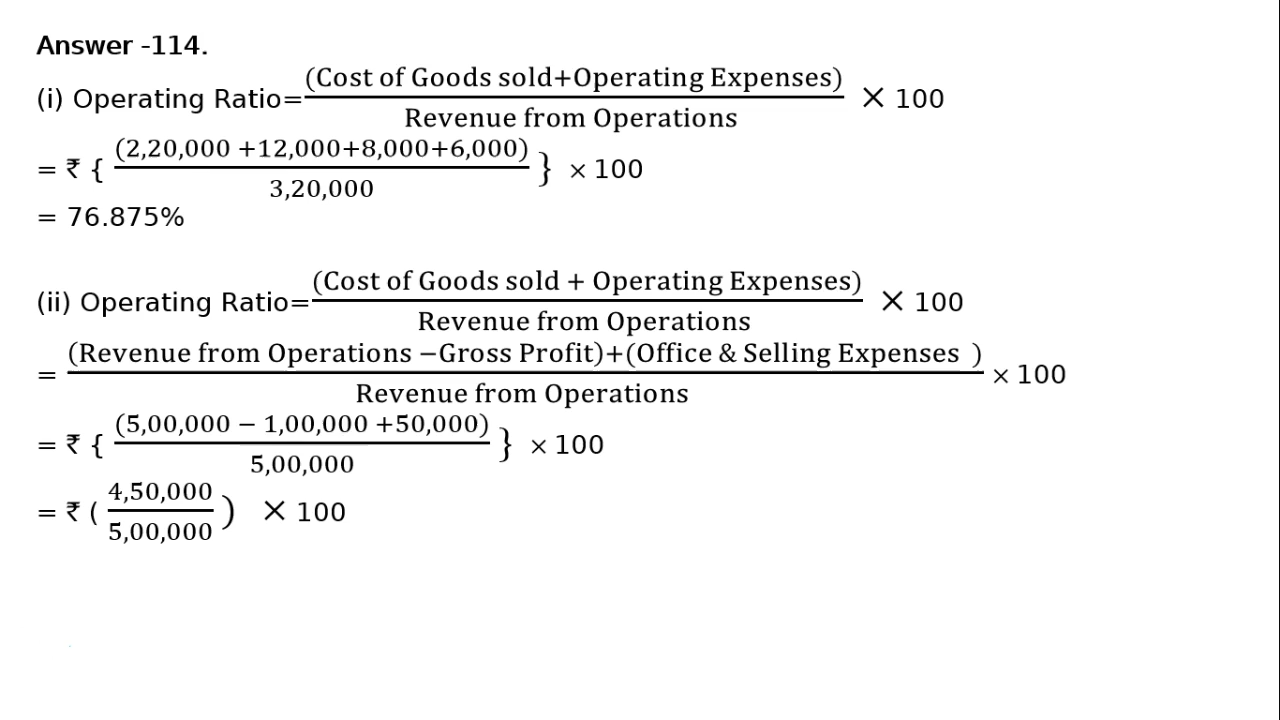 Answer -114.
(i) Operating Ratio= (Cost of Goods sold+Operating Expenses) / Revenue from Operations × 100
= ₹ { (2,20,000 +12,000+8,000+6,000) / 3,20,000 } × 100
= 76.875%
(ii) Operating Ratio= (Cost of Goods sold + Operating Expenses) / Revenue from Operations × 100
= (Revenue from Operations −Gross Profit)+(Office & Selling Expenses ) / Revenue from Operations × 100
= ₹ { (5,00,000 − 1,00,000 +50,000) / 5,00,000 } × 100
= ₹ ( 4,50,000 / 5,00,000 ) × 100